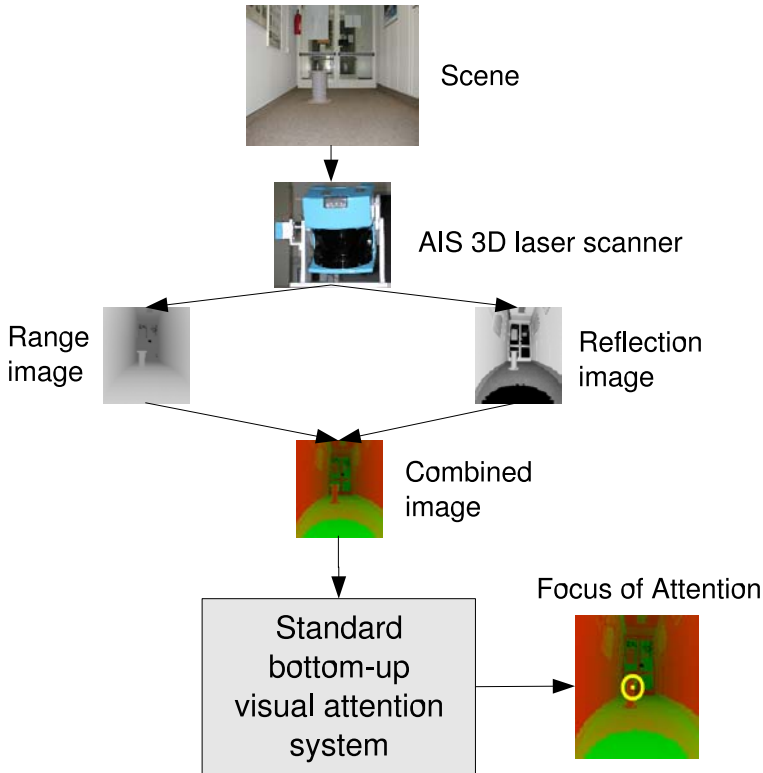 Scene
AIS 3D laser scanner
Range
image
Reflection
image
Combined
image
Focus of Attention
Standard
bottom-up
visual attention
system